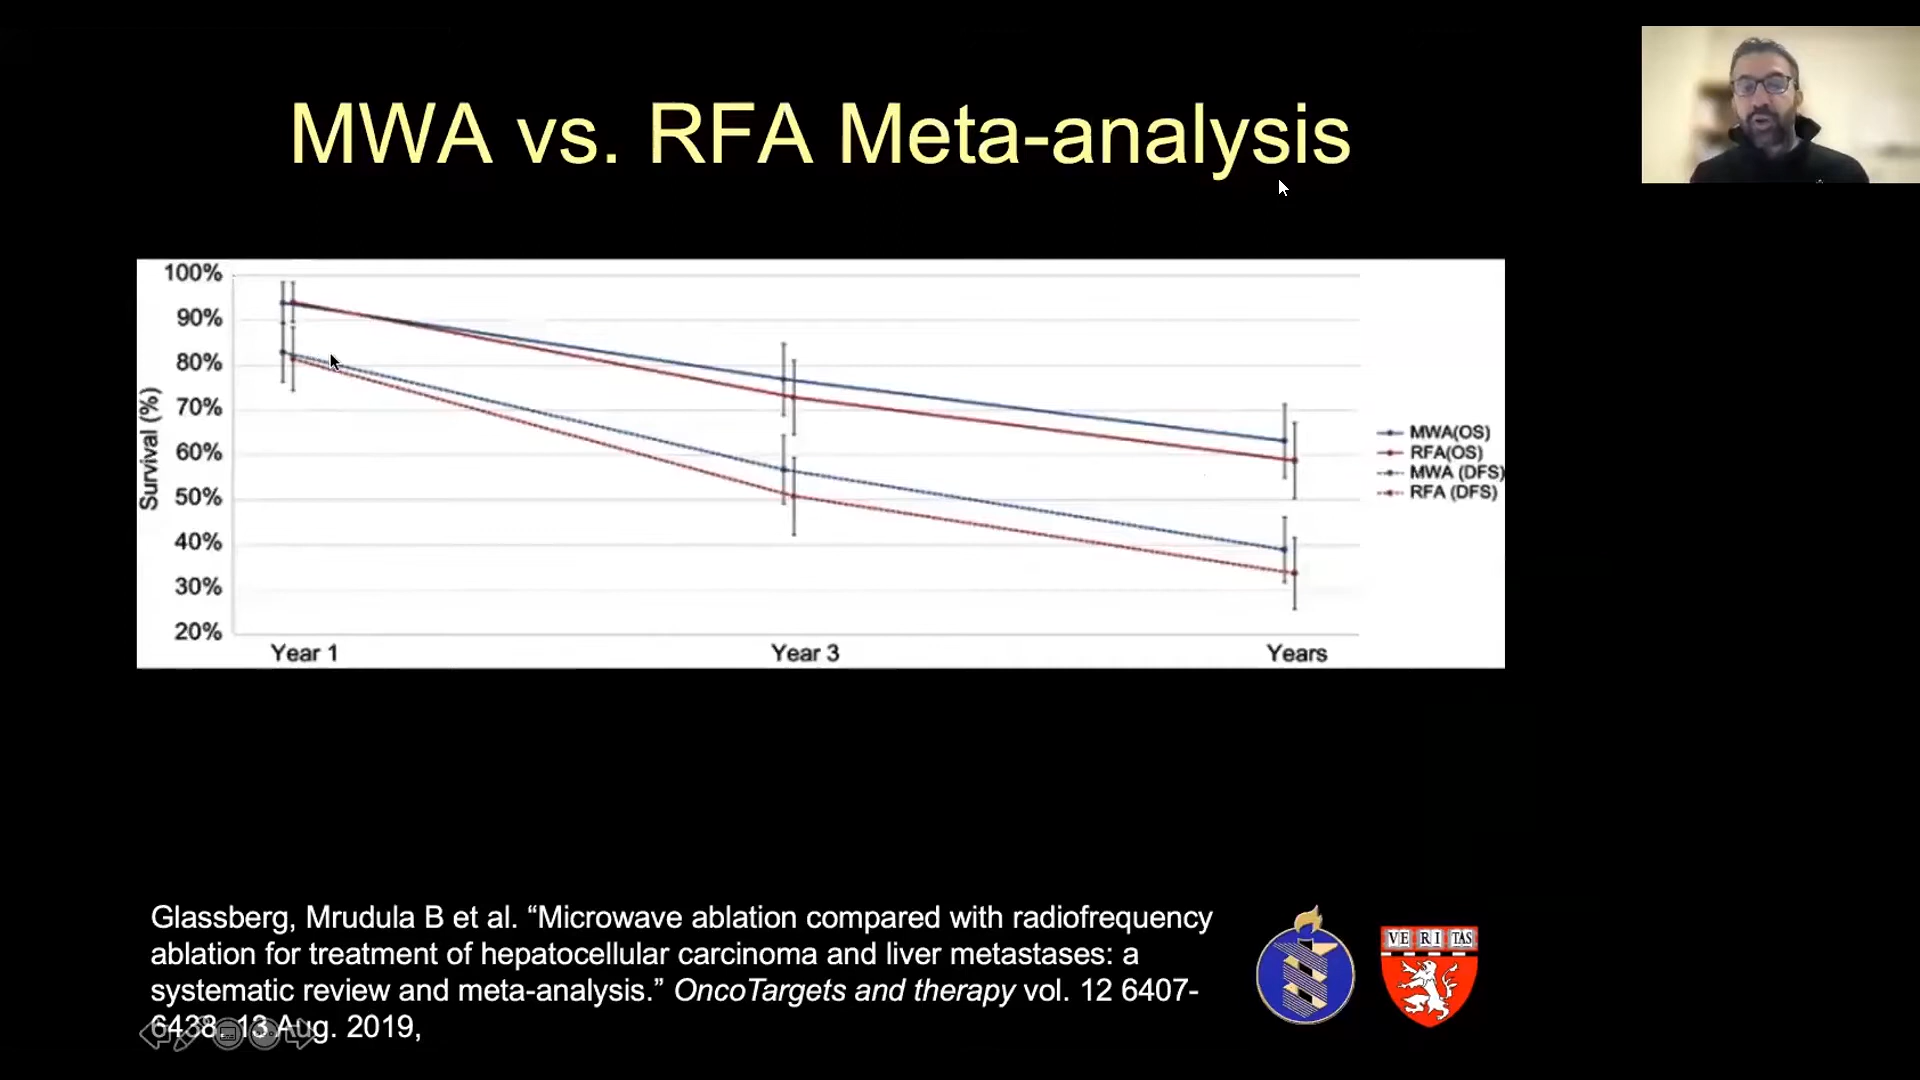 MWA vs. RFA Meta-analysis
100%
90%
80%
70%
60%
50%
40%
30%
20%
Survival (%)
Year 1
Year 3
Years
MWA(OS)
RFA(OS)
MWA (DFS)
RFA (DFS)
Glassberg, Mrudula B et al. “Microwave ablation compared with radiofrequency
ablation for treatment of hepatocellular carcinoma and liver metastases: a
systematic review and meta-analysis.” OncoTargets and therapy vol. 12 6407-
6438. 13 Aug. 2019,
VE RI TAS